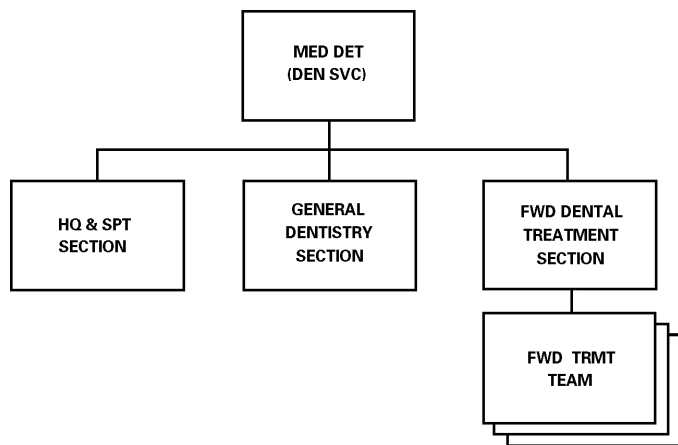 MED DET
(DEN SVC)
HQ & SPT
SECTION
GENERAL
DENTISTRY
SECTION
FWD DENTAL
TREATMENT
SECTION
FWD TRMT
TEAM